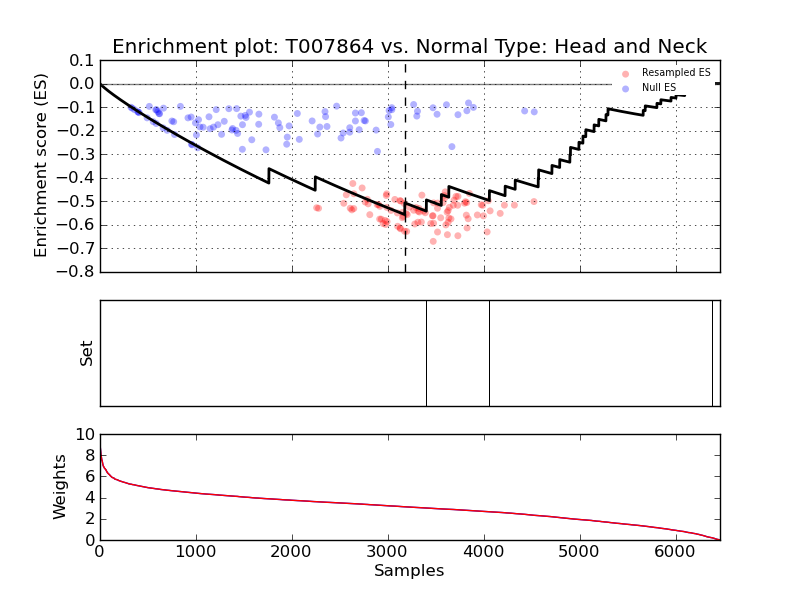 Enrichment plot: T007864 vs. Normal Type: Head and Neck
Enrichment score (ES)
0.1
0.0
−0.1
−0.2
−0.3
−0.4
−0.5
−0.6
−0.7
−0.8
Resampled ES
Null ES
Set
Weights
10
8
6
4
2
0
0 1000 2000 3000 4000 5000 6000
Samples